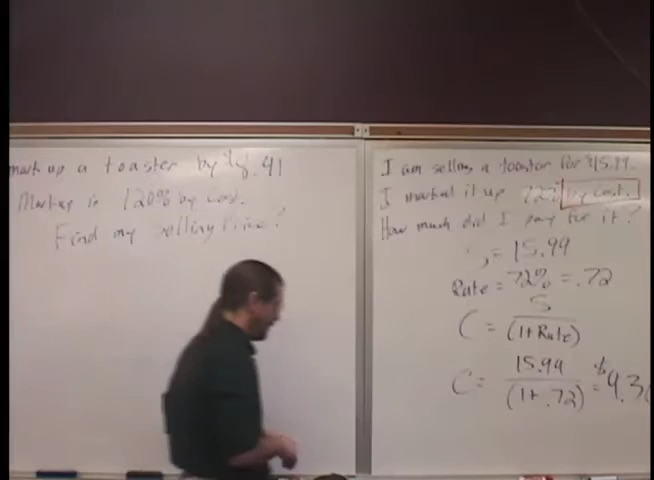 mark up a toaster by $18.41
Markup is 120% by cost.
Find my selling Price?
I am selling a toaster for $15.99.
I marked it up 72% by cost.
How much did I pay for it?
S = 15.99
Rate = 72% = .72
C = S / (1+Rate)
C = 15.99 / (1+.72) = $9.30